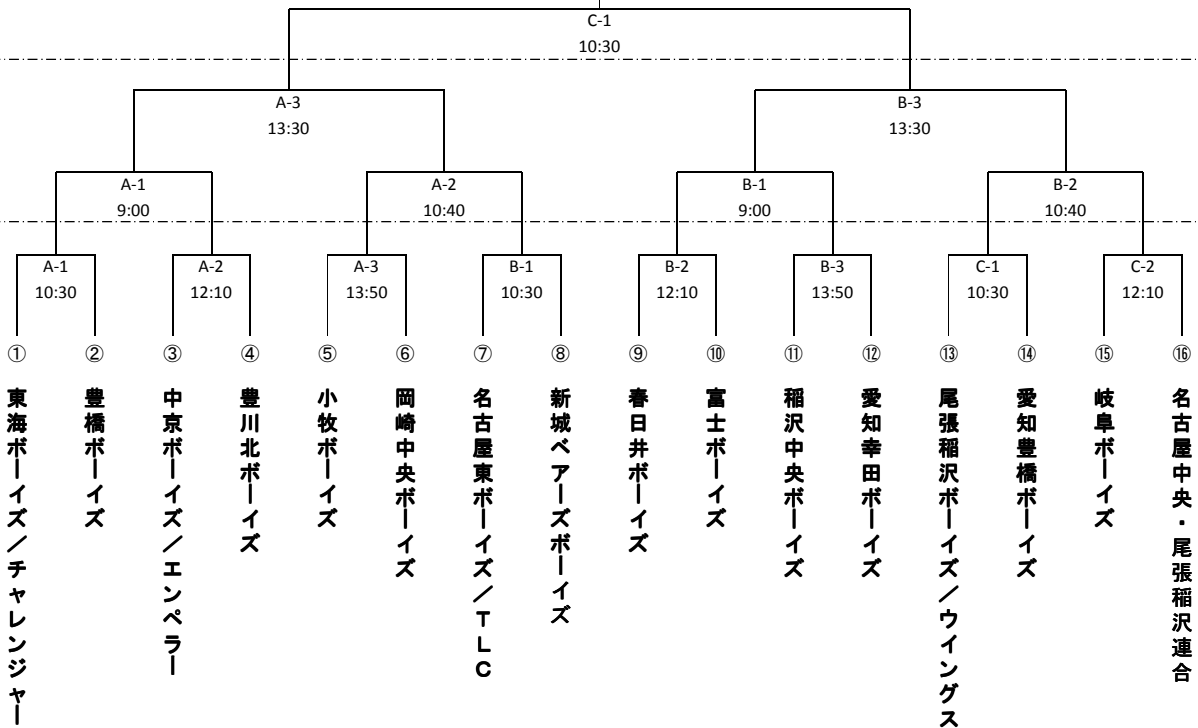 C-1
10:30
A-3
13:30
B-3
13:30
A-1
9:00
A-2
10:40
B-1
9:00
B-2
10:40
A-1
10:30
A-2
12:10
A-3
13:50
B-1
10:30
B-2
12:10
B-3
13:50
C-1
10:30
C-2
12:10
①
東海ボーイズ/チャレンジャー
②
豊橋ボーイズ
③
中京ボーイズ/エンペラー
④
豊川北ボーイズ
⑤
小牧ボーイズ
⑥
岡崎中央ボーイズ
⑦
名古屋東ボーイズ/TLC
⑧
新城ベアーズボーイズ
⑨
春日井ボーイズ
⑩
富士ボーイズ
⑪
稲沢中央ボーイズ
⑫
愛知幸田ボーイズ
⑬
尾張稲沢ボーイズ/ウイングス
⑭
愛知豊橋ボーイズ
⑮
岐阜ボーイズ
⑯
名古屋中央・尾張稲沢連合